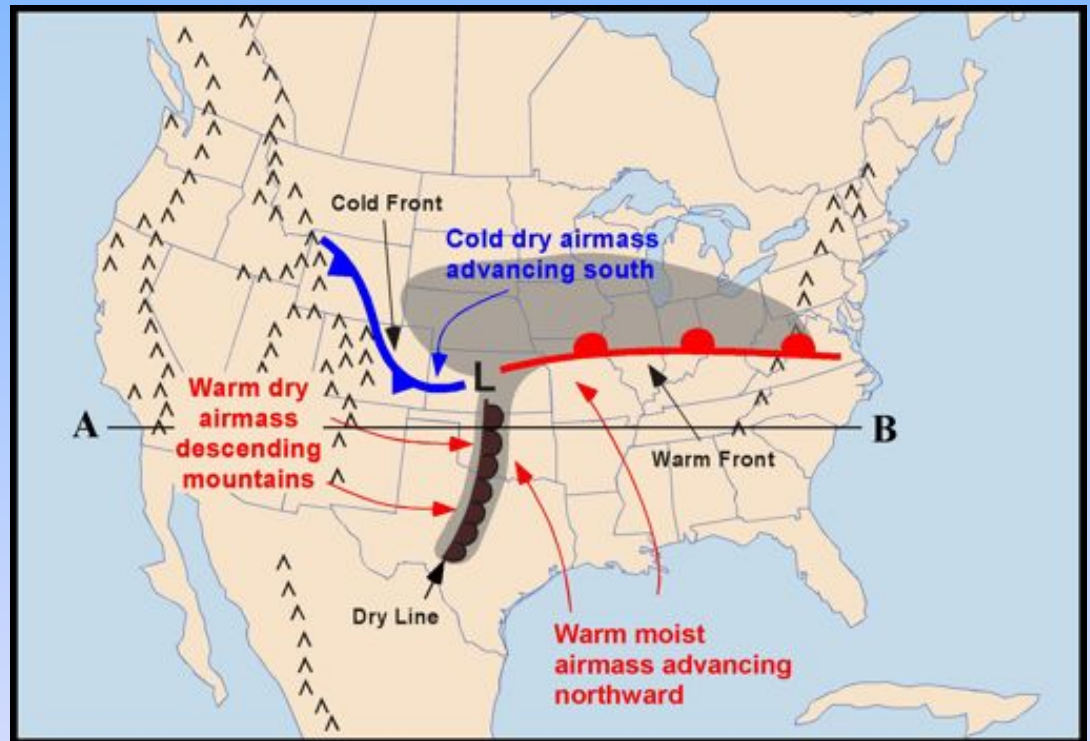 Cold Front
Cold dry airmass
advancing south
L
Warm dry
airmass
descending
mountains
A
B
Warm Front
Dry Line
Warm moist
airmass advancing
northward